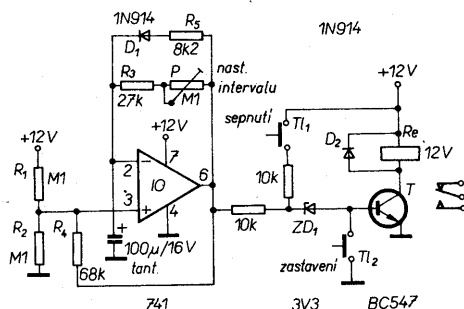 1N914
1N914
D1
R5
8k2
R3
P
nast.
intervalu
27k
M1
+12V
sepnutí
Tl1
D2
Re
12V
+12V
+12V
R1
M1
7
2
IO
6
3
4
10k
T
R2
M1
R4
68k
+
100μ/16V
tant.
10k
ZD1
zastavení
Tl2
741
3V3
BC547